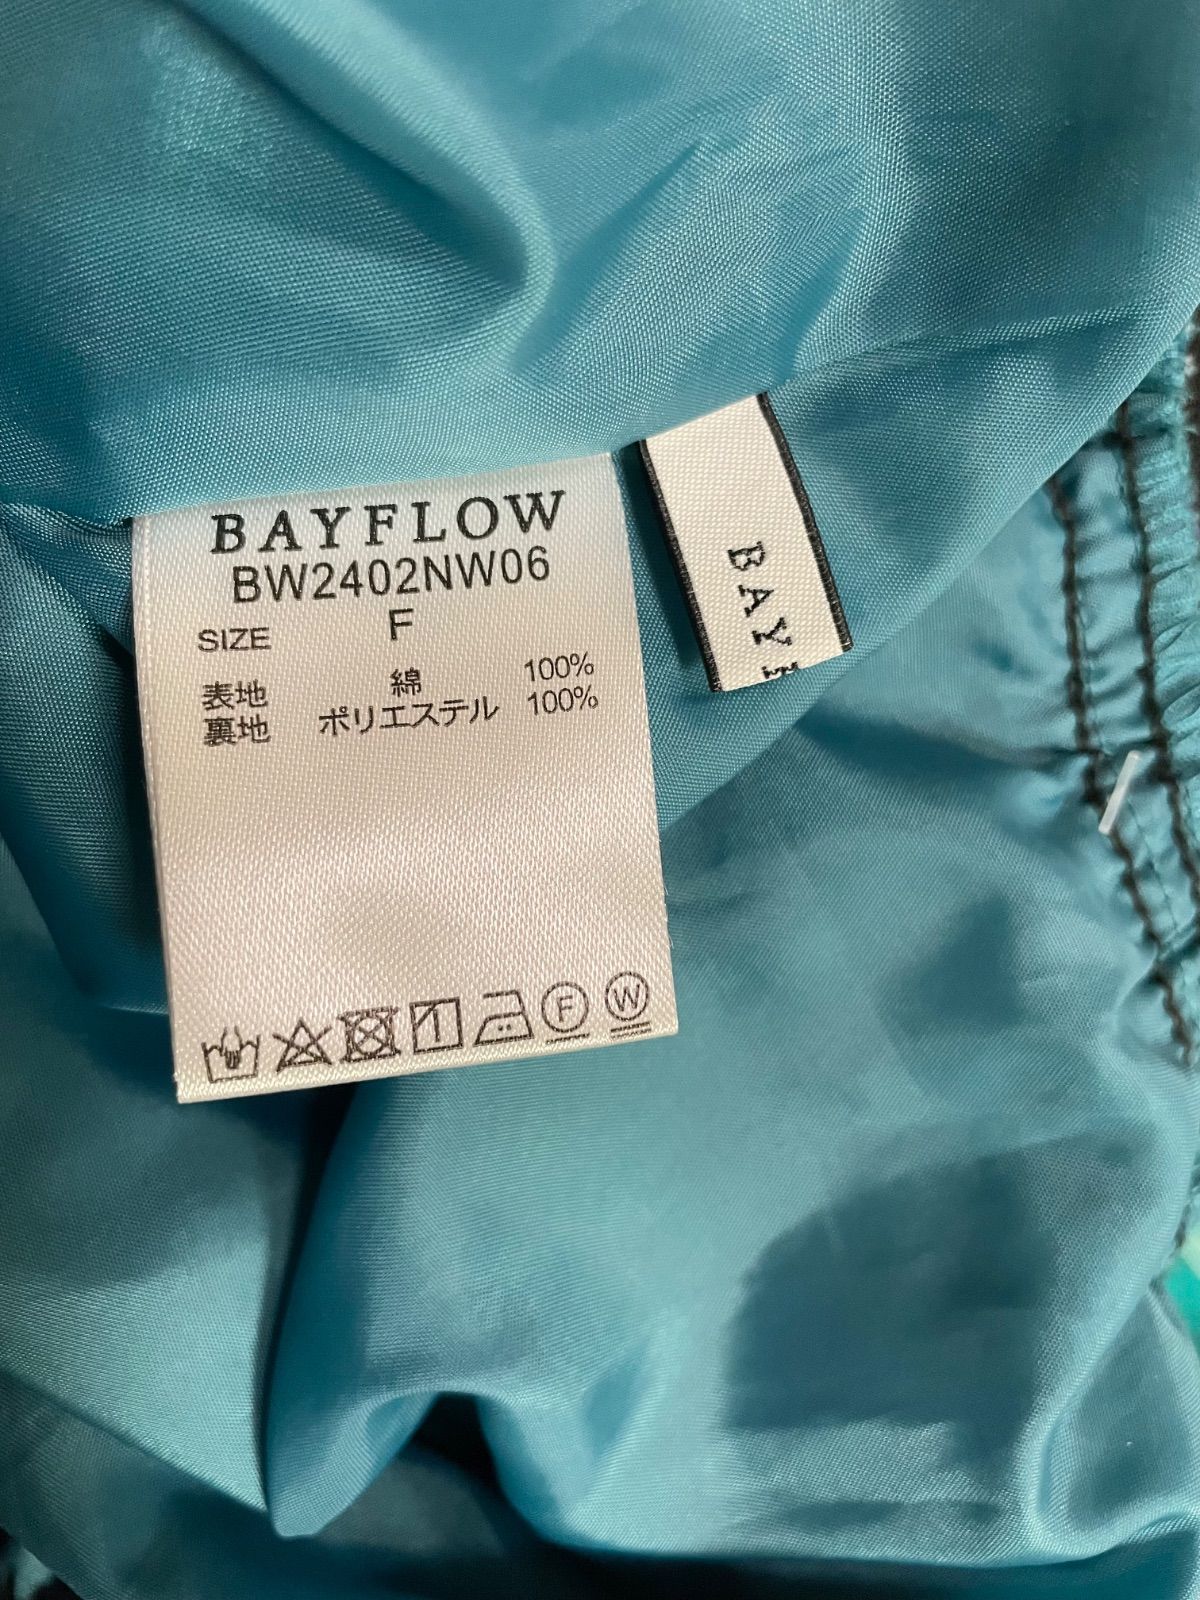 BAYFLOW
BW2402NW06
SIZE F
表地 綿 100%
裏地 ポリエステル 100%
F W
BAY